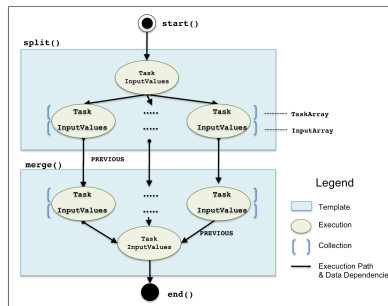 start()
split()
Task
InputValues
Task
InputValues
.....
.....
Task
InputValues
TaskArray
InputArray
PREVIOUS
merge()
Task
InputValues
.....
.....
Task
InputValues
PREVIOUS
Task
InputValues
end()
Legend
Template
Execution
Collection
Execution Path
& Data Dependencie